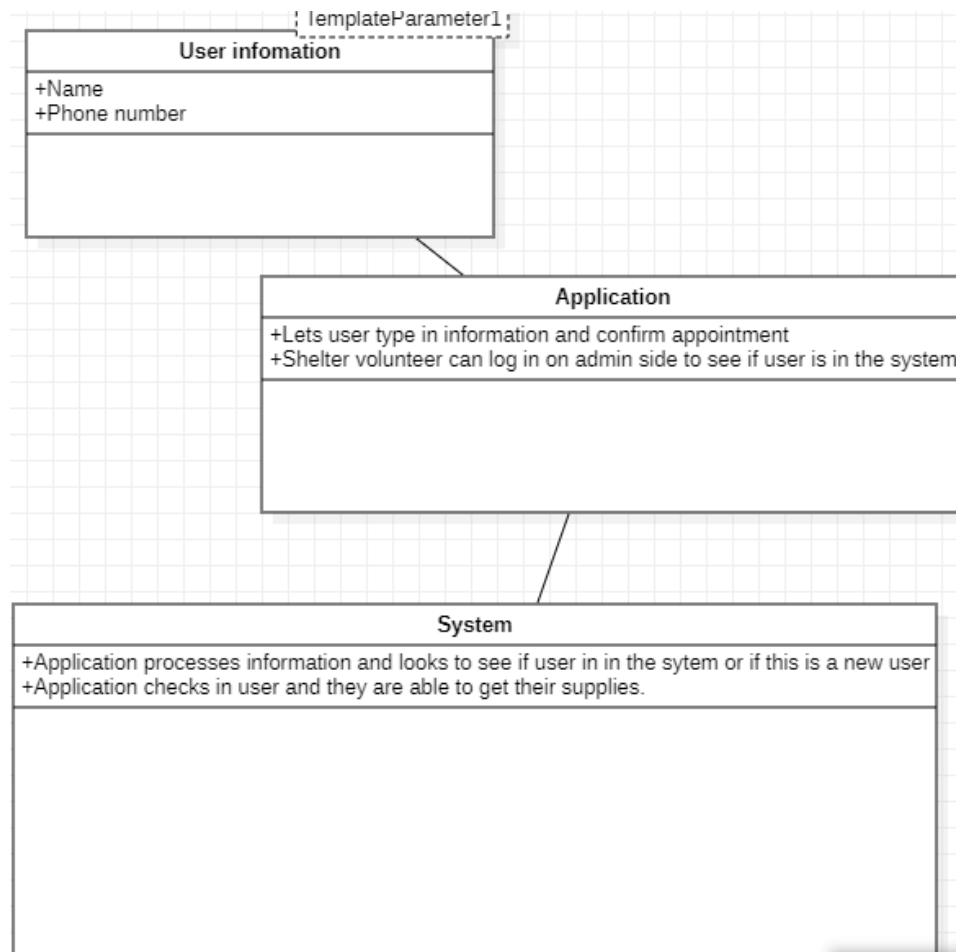 TemplateParameter1
User infomation
+Name
+Phone number
Application
+Lets user type in information and confirm appointment
+Shelter volunteer can log in on admin side to see if user is in the system
System
+Application processes information and looks to see if user in in the sytem or if this is a new user
+Application checks in user and they are able to get their supplies.